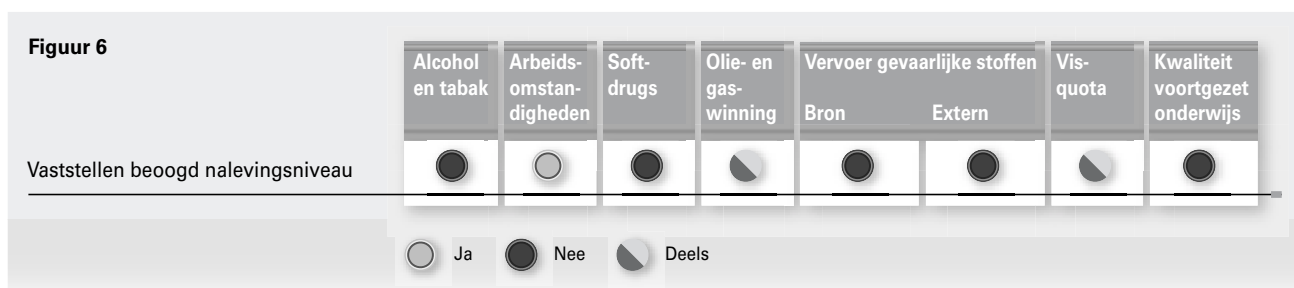 Figuur 6
Alcohol
en tabak
Arbeids-
omstan-
digheden
Soft-
drugs
Olie- en
gas-
winning
Vervoer gevaarlijke stoffen
Bron
Extern
Vis-
quota
Kwaliteit
voortgezet
onderwijs
Vaststellen beoogd nalevingsniveau
Ja
Nee
Deels